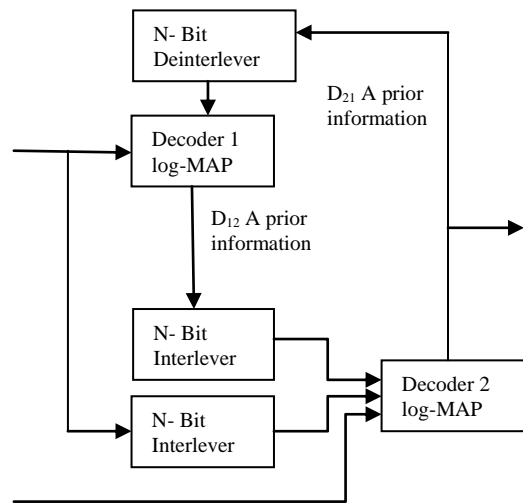 N- Bit
Deinterlever
D₂₁ A prior
information
Decoder 1
log-MAP
D₁₂ A prior
information
N- Bit
Interlever
Decoder 2
log-MAP
N- Bit
Interlever